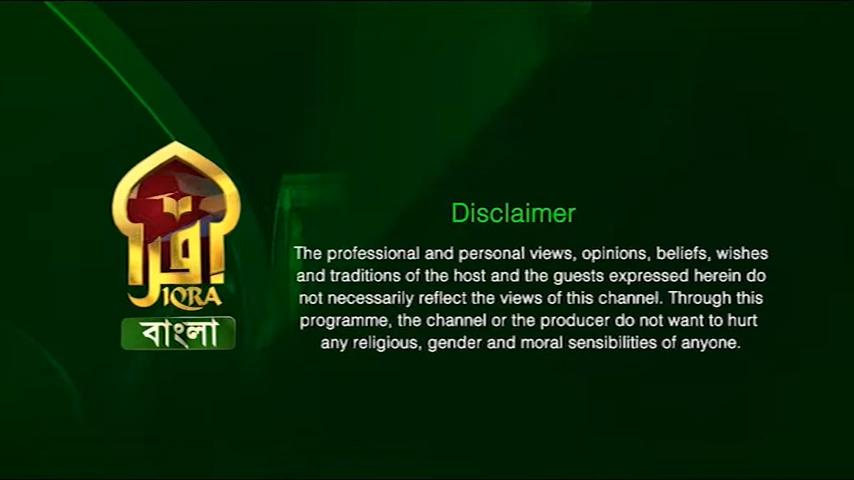 اقرأ
IQRA
বাংলা
Disclaimer
The professional and personal views, opinions, beliefs, wishes
and traditions of the host and the guests expressed herein do
not necessarily reflect the views of this channel. Through this
programme, the channel or the producer do not want to hurt
any religious, gender and moral sensibilities of anyone.